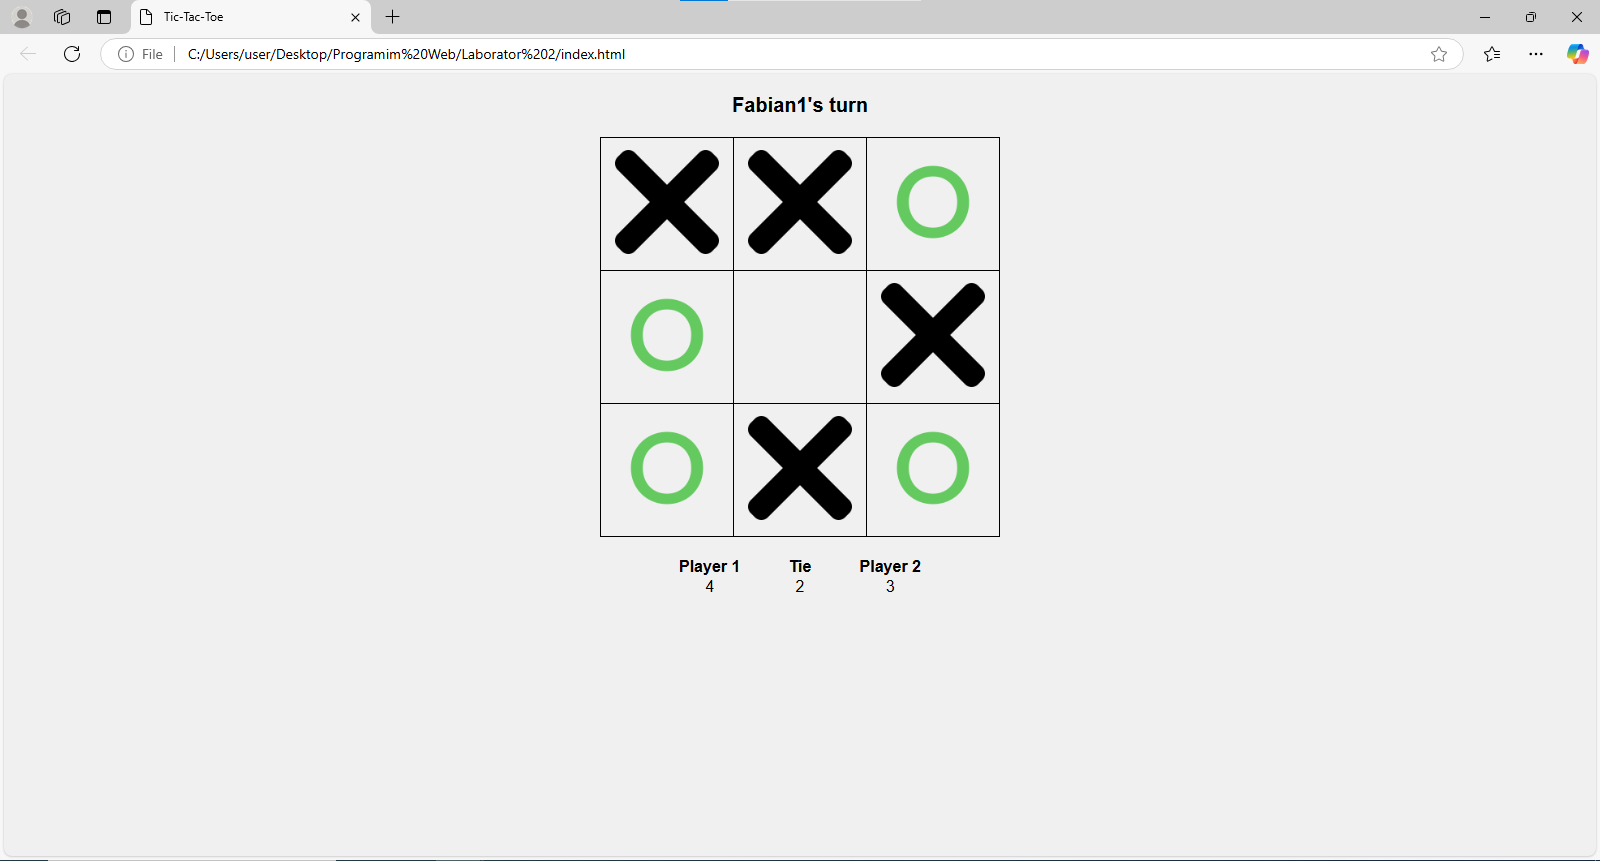 Tic-Tac-Toe
File C:/Users/user/Desktop/Programim%20Web/Laborator%202/index.html
Fabian1's turn
Player 1 Tie Player 2
4 2 3